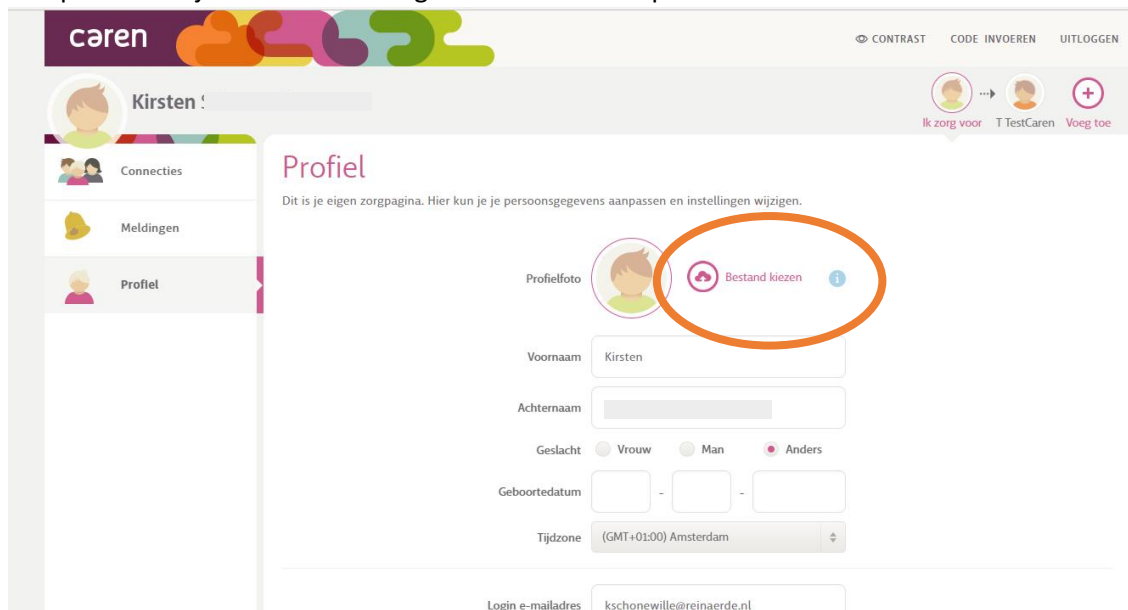 caren
CONTRAST CODE INVOEREN UITLOGGEN
Kirsten
Ik zorg voor T TestCaren Voeg toe
Connecties
Meldingen
Profiel
Profiel
Dit is je eigen zorgpagina. Hier kun je je persoonsgegevens aanpassen en instellingen wijzigen.
Profielfoto Bestand kiezen i
Voornaam Kirsten
Achternaam
Geslacht Vrouw Man Anders
Geboortedatum - -
Tijdzone (GMT+01:00) Amsterdam
Login e-mailadres kschonewille@reinaerde.nl